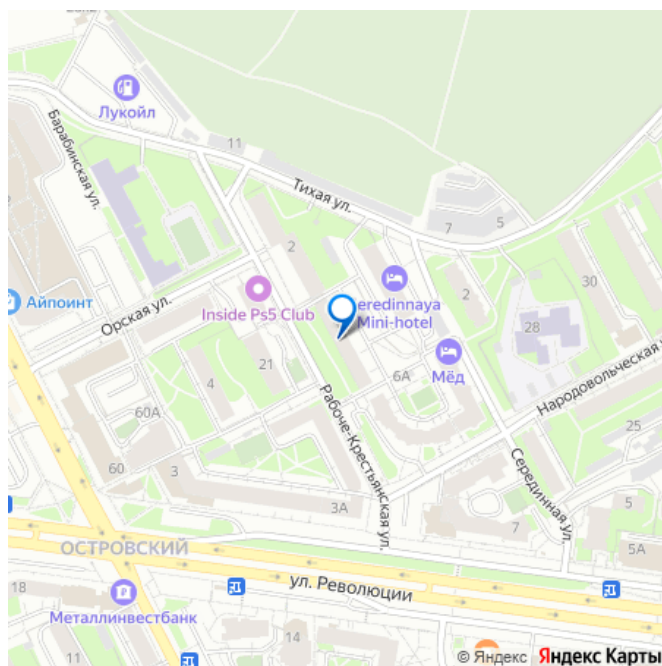 Лукойл
11
Барабинская ул.
Тихая ул.
7
5
2
30
Айпоинт
Орская ул.
Inside Ps5 Club
eredinnaya
Mini-hotel
2
28
21
4
6А
Мёд
Народовольческая
60А
Рабоче-Крестьянская ул.
60
3
3А
25
Серединная ул.
7
5
5А
ОСТРОВСКИЙ
ул. Революции
18
Металлинвестбанк
14
11
© Яндекс Яндекс Карты